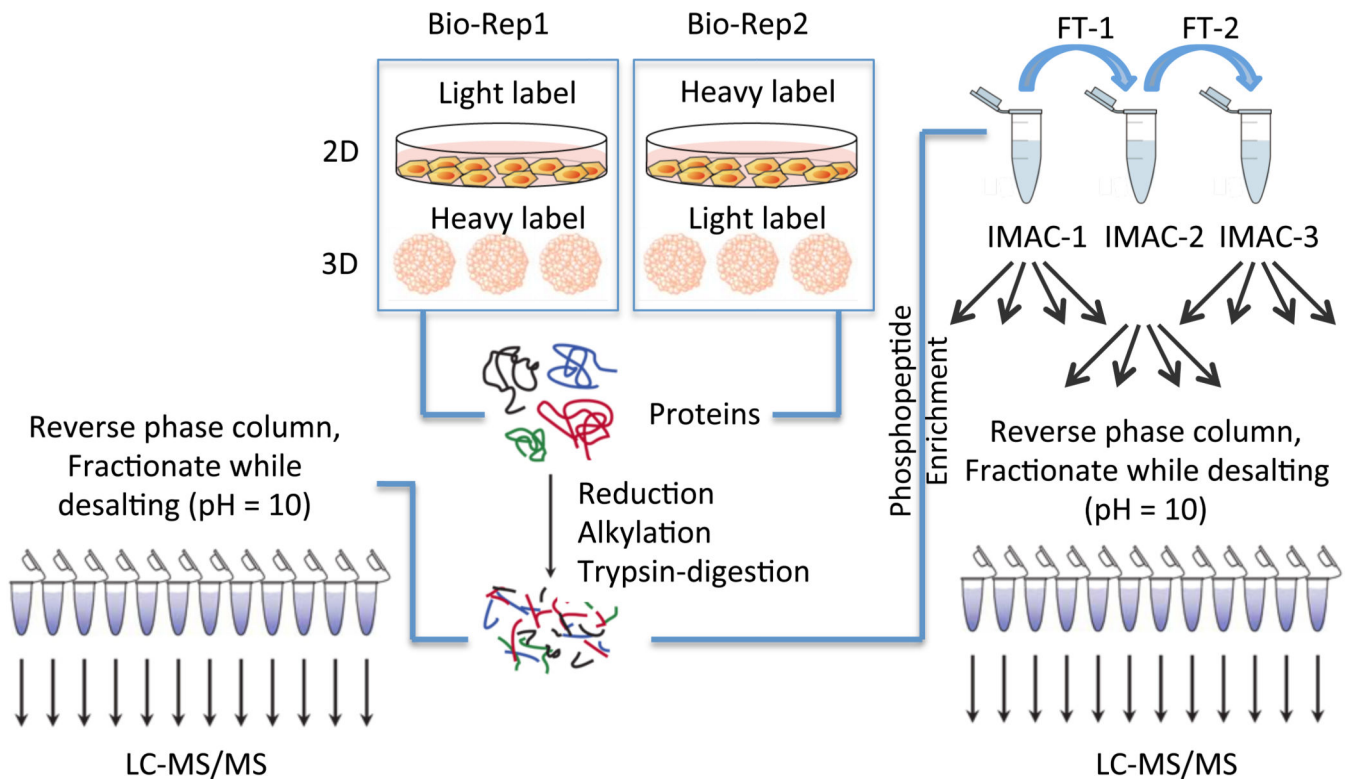 Bio-Rep1
Bio-Rep2
FT-1
FT-2
Light label
Heavy label
2D
Heavy label
Light label
3D
IMAC-1
IMAC-2
IMAC-3
Phosphopeptide
Enrichment
Proteins
Reverse phase column,
Fractionate while
desalting (pH = 10)
Reduction
Alkylation
Trypsin-digestion
Reverse phase column,
Fractionate while desalting
(pH = 10)
LC-MS/MS
LC-MS/MS